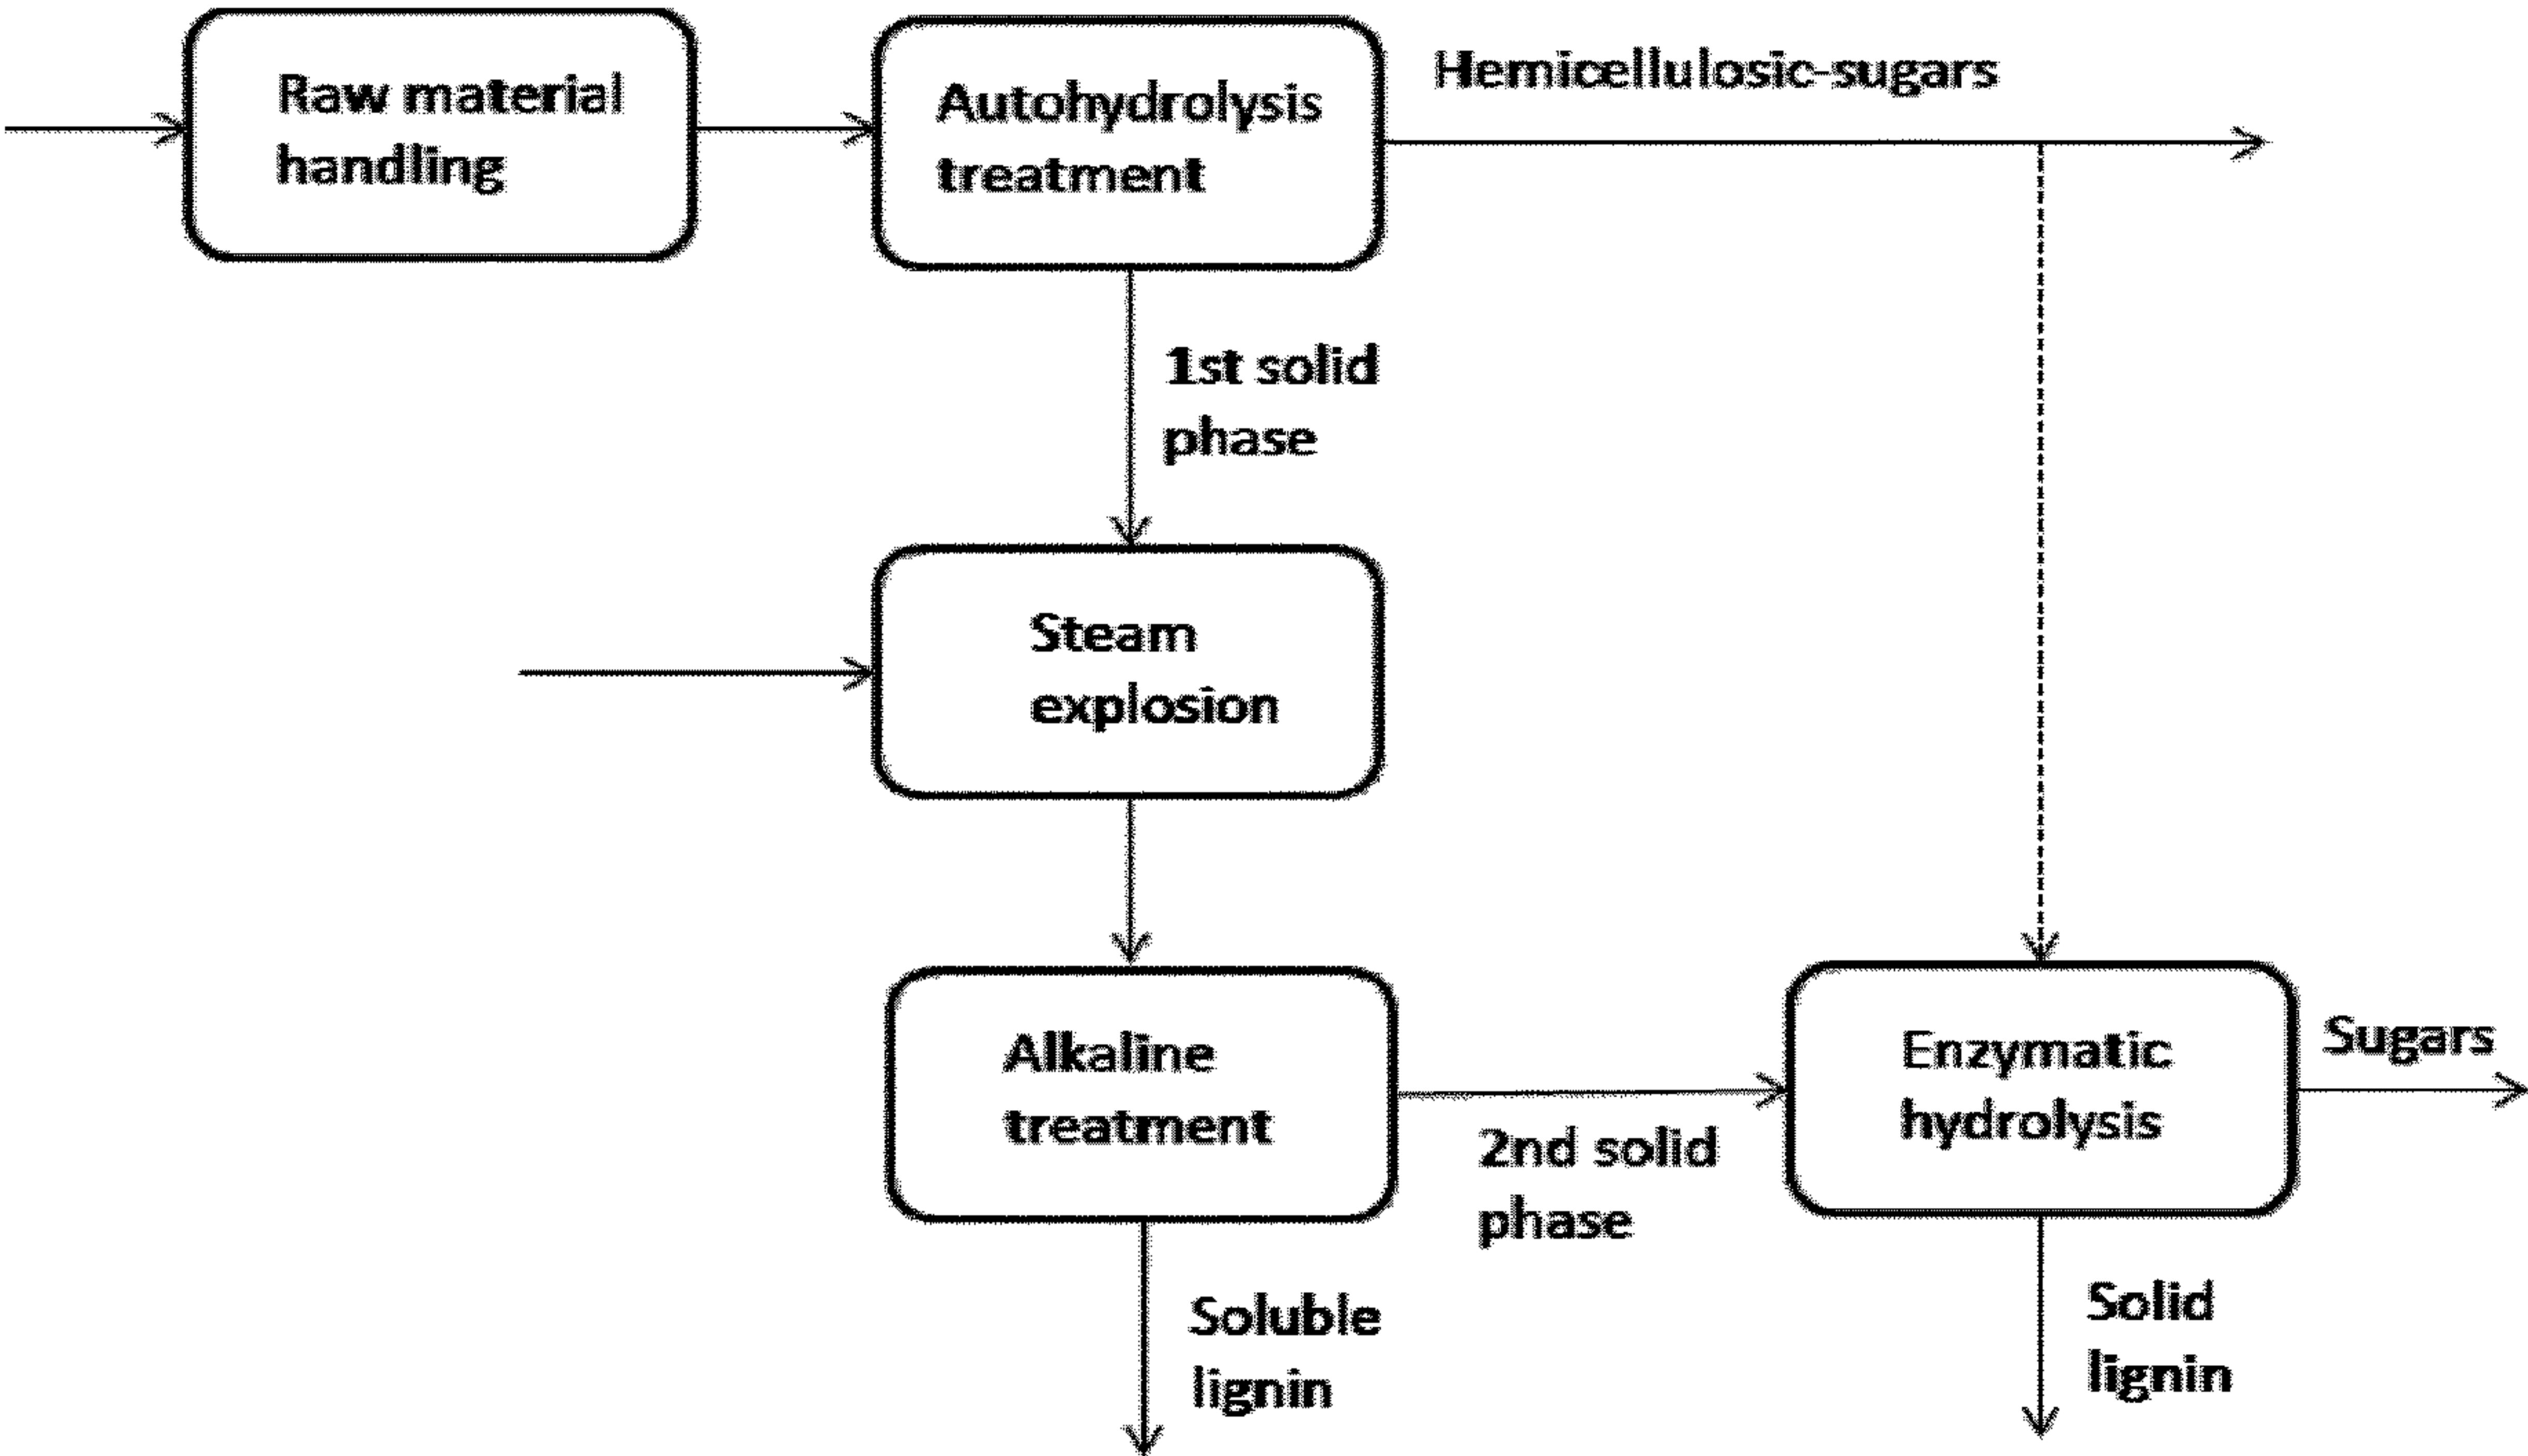 Raw material
handling
Autohydrolysis
treatment
Hemicellulosic-sugars
1st solid
phase
Steam
explosion
Alkaline
treatment
2nd solid
phase
Enzymatic
hydrolysis
Sugars
Soluble
lignin
Solid
lignin